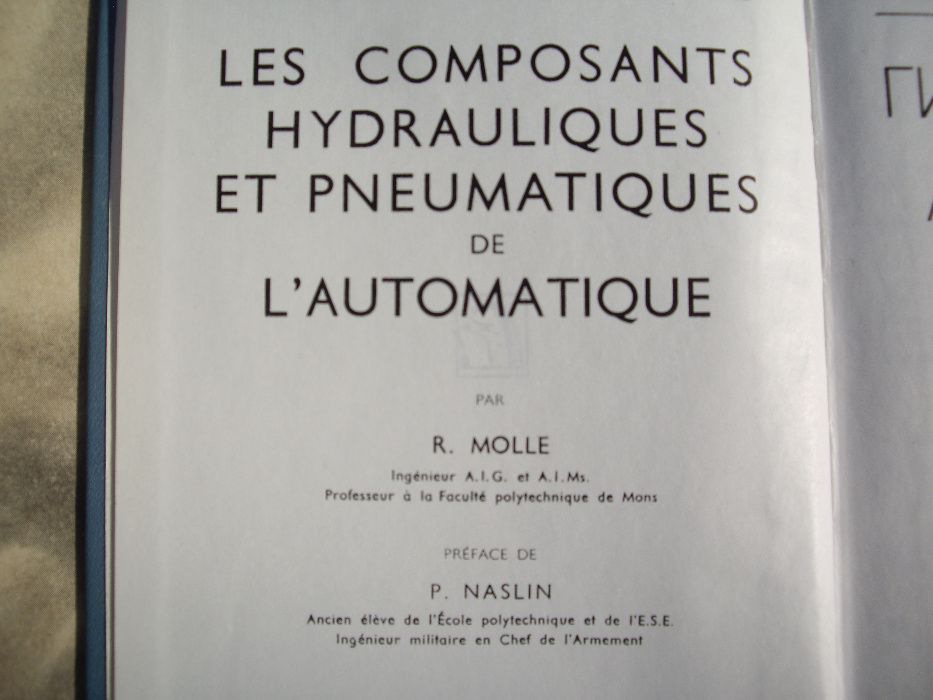 LES COMPOSANTS
HYDRAULIQUES
ET PNEUMATIQUES
DE
L'AUTOMATIQUE
PAR
R. MOLLE
Ingénieur A.I.G. et A.I.Ms.
Professeur à la Faculté polytechnique de Mons
PRÉFACE DE
P. NASLIN
Ancien élève de l'École polytechnique et de l'E.S.E.
Ingénieur militaire en Chef de l'Armement